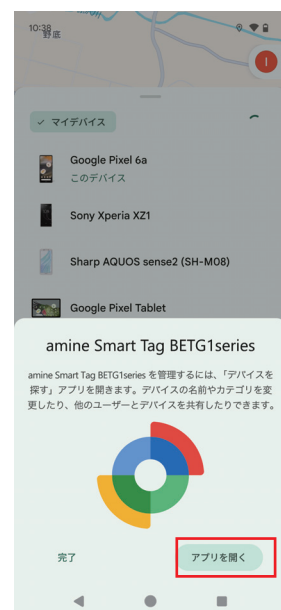 10:38
野底
I
マイデバイス
Google Pixel 6a
このデバイス
Sony Xperia XZ1
Sharp AQUOS sense2 (SH-M08)
Google Pixel Tablet
amine Smart Tag BETG1series
amine Smart Tag BETG1series を管理するには、「デバイスを
探す」アプリを開きます。デバイスの名前やカテゴリを変
更したり、他のユーザーとデバイスを共有したりできます。
完了
アプリを開く